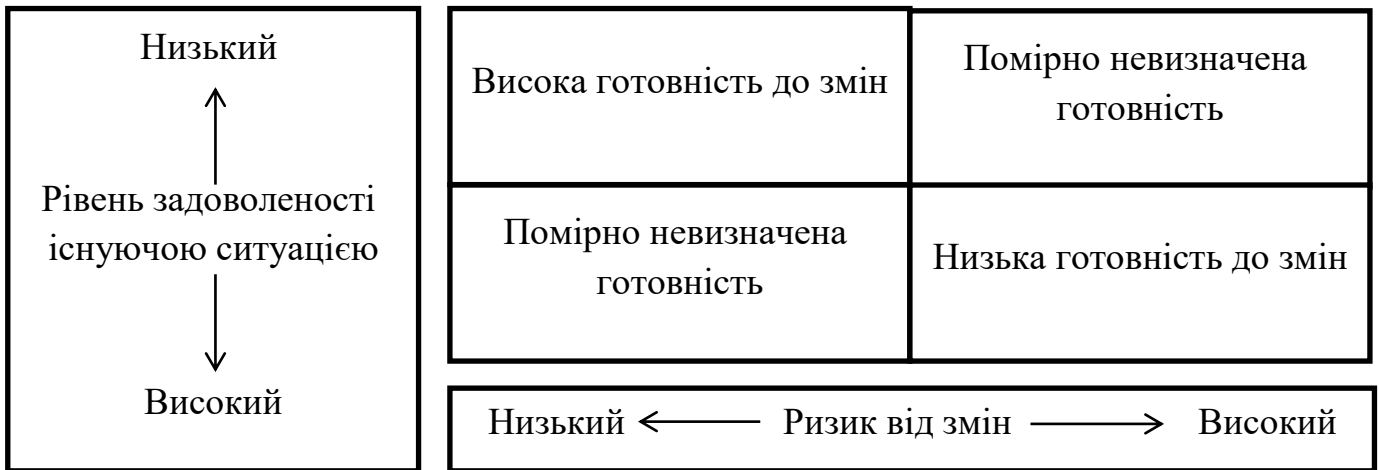 Низький
Рівень задоволеності
існуючою ситуацією
Високий
Висока готовність до змін
Помірно невизначена
готовність
Помірно невизначена
готовність
Низька готовність до змін
Низький Ризик від змін Високий